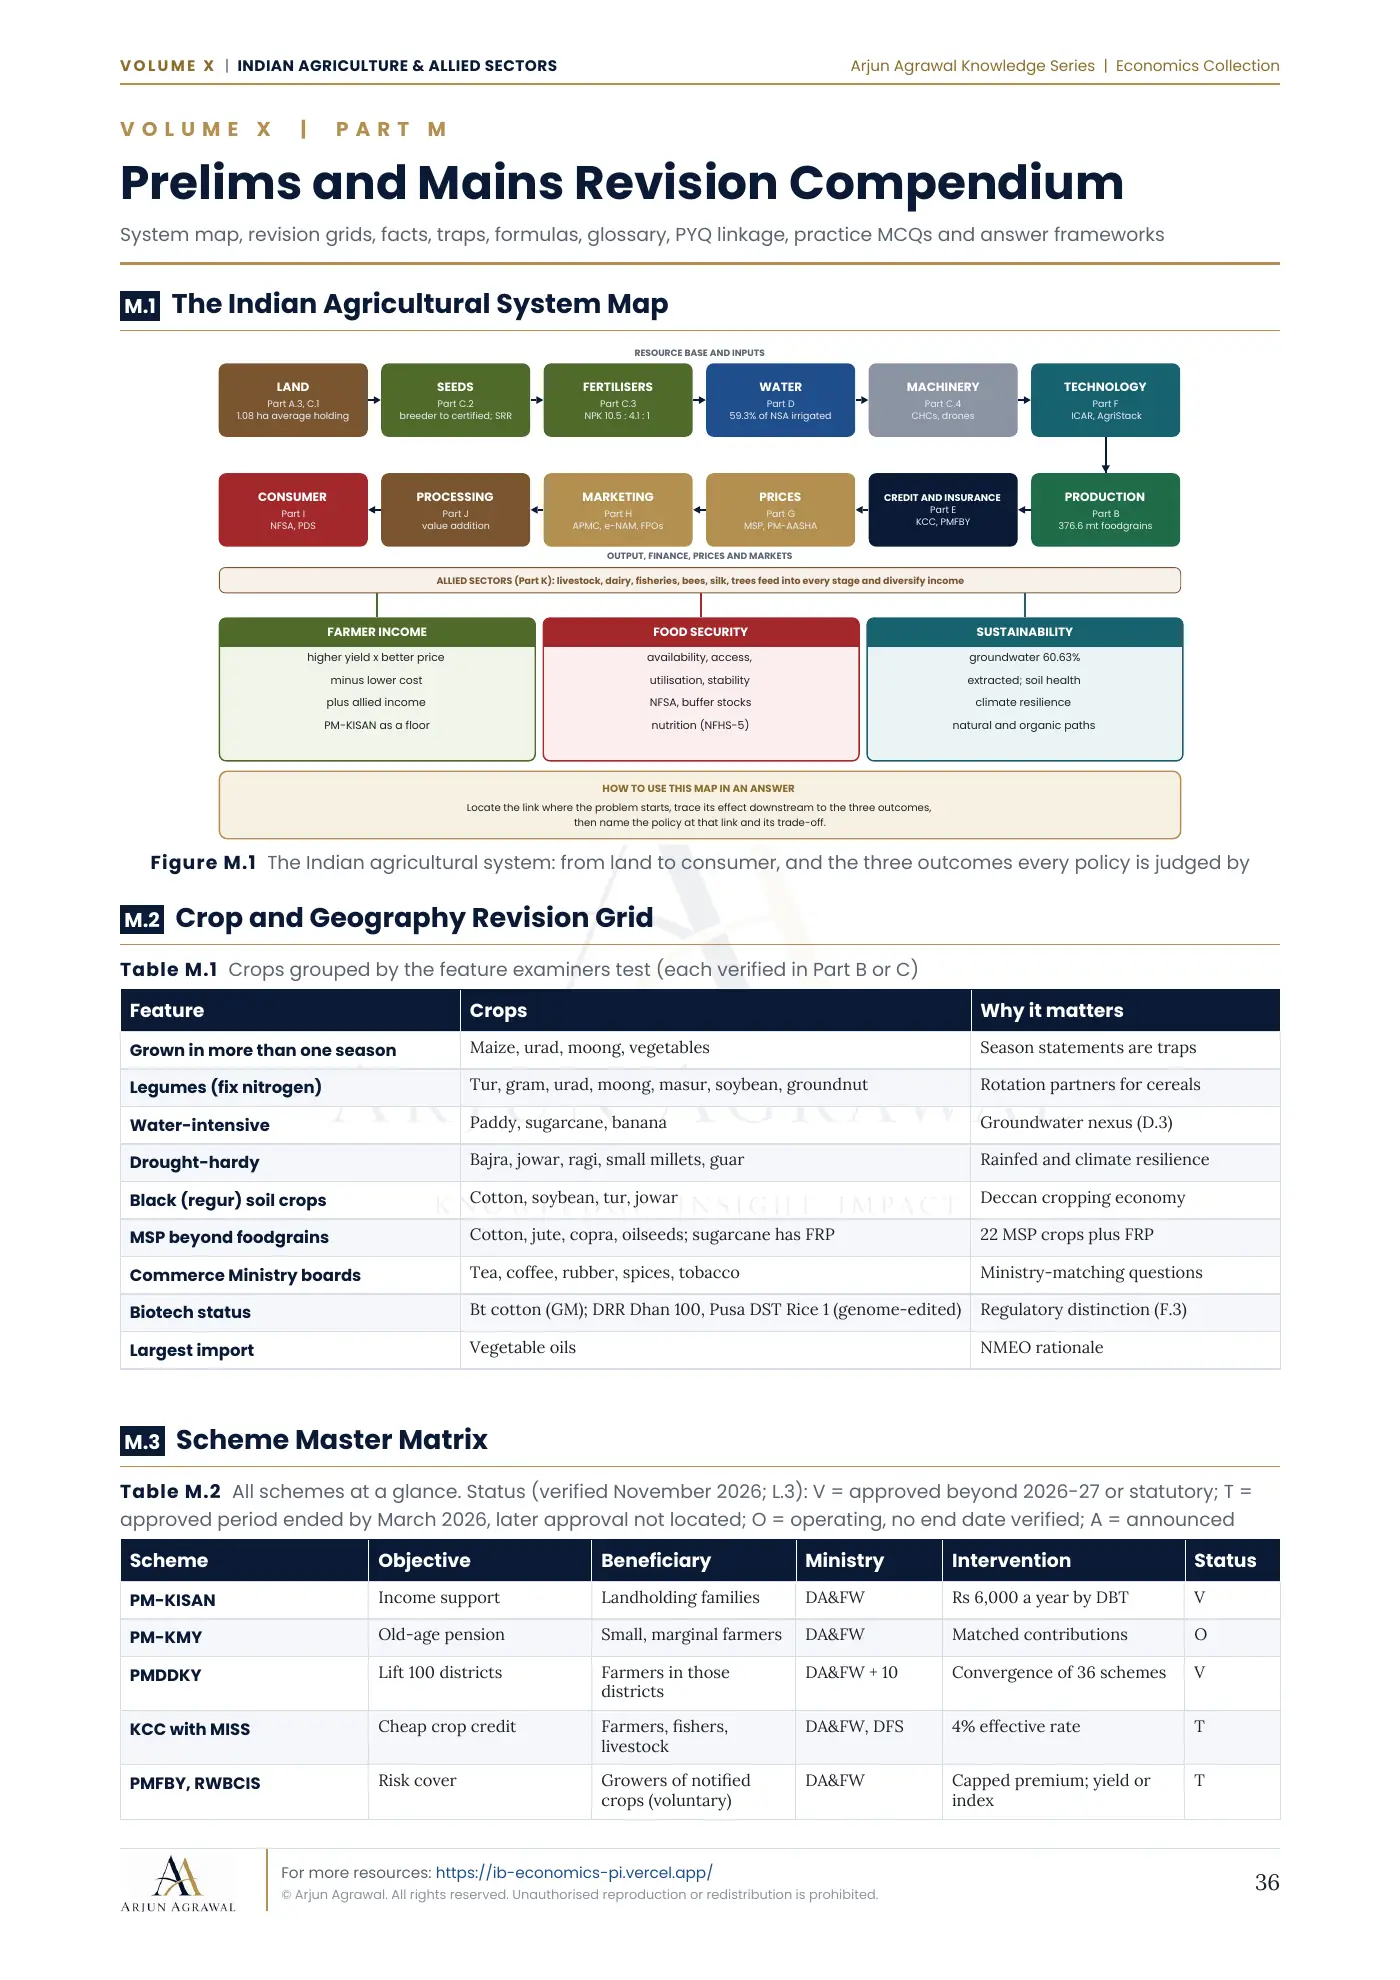 VOLUME X | INDIAN AGRICULTURE & ALLIED SECTORS
Arjun Agrawal Knowledge Series | Economics Collection
VOLUME X | PART M
Prelims and Mains Revision Compendium
System map, revision grids, facts, traps, formulas, glossary, PYQ linkage, practice MCQs and answer frameworks
M.1 The Indian Agricultural System Map
RESOURCE BASE AND INPUTS
LAND
Part A.3, C.1
1.08 ha average holding
SEEDS
Part C.2
breeder to certified; SRR
FERTILISERS
Part C.3
NPK 10.5 : 4.1 : 1
WATER
Part D
59.3% of NSA irrigated
MACHINERY
Part C.4
CHCs, drones
TECHNOLOGY
Part F
ICAR, AgriStack
CONSUMER
Part I
NFSA, PDS
PROCESSING
Part J
value addition
MARKETING
Part H
APMC, e-NAM, FPOs
PRICES
Part G
MSP, PM-AASHA
CREDIT AND INSURANCE
Part E
KCC, PMFBY
PRODUCTION
Part B
376.6 mt foodgrains
OUTPUT, FINANCE, PRICES AND MARKETS
ALLIED SECTORS (Part K): livestock, dairy, fisheries, bees, silk, trees feed into every stage and diversify income
FARMER INCOME
higher yield x better price
minus lower cost
plus allied income
PM-KISAN as a floor
FOOD SECURITY
availability, access,
utilisation, stability
NFSA, buffer stocks
nutrition (NFHS-5)
SUSTAINABILITY
groundwater 60.63%
extracted; soil health
climate resilience
natural and organic paths
HOW TO USE THIS MAP IN AN ANSWER
Locate the link where the problem starts, trace its effect downstream to the three outcomes,
then name the policy at that link and its trade-off.
Figure M.1 The Indian agricultural system: from land to consumer, and the three outcomes every policy is judged by
M.2 Crop and Geography Revision Grid
Table M.1 Crops grouped by the feature examiners test (each verified in Part B or C)
Feature Crops Why it matters
Grown in more than one season Maize, urad, moong, vegetables Season statements are traps
Legumes (fix nitrogen) Tur, gram, urad, moong, masur, soybean, groundnut Rotation partners for cereals
Water-intensive Paddy, sugarcane, banana Groundwater nexus (D.3)
Drought-hardy Bajra, jowar, ragi, small millets, guar Rainfed and climate resilience
Black (regur) soil crops Cotton, soybean, tur, jowar Deccan cropping economy
MSP beyond foodgrains Cotton, jute, copra, oilseeds; sugarcane has FRP 22 MSP crops plus FRP
Commerce Ministry boards Tea, coffee, rubber, spices, tobacco Ministry-matching questions
Biotech status Bt cotton (GM); DRR Dhan 100, Pusa DST Rice 1 (genome-edited) Regulatory distinction (F.3)
Largest import Vegetable oils NMEO rationale
ARJUN AGRAWAL
KNOWLEDGE INSIGHT IMPACT
M.3 Scheme Master Matrix
Table M.2 All schemes at a glance. Status (verified November 2026; L.3): V = approved beyond 2026-27 or statutory; T =
approved period ended by March 2026, later approval not located; O = operating, no end date verified; A = announced
Scheme Objective Beneficiary Ministry Intervention Status
PM-KISAN Income support Landholding families DA&FW Rs 6,000 a year by DBT V
PM-KMY Old-age pension Small, marginal farmers DA&FW Matched contributions O
PMDDKY Lift 100 districts Farmers in those DA&FW + 10 Convergence of 36 schemes V
districts
KCC with MISS Cheap crop credit Farmers, fishers, DA&FW, DFS 4% effective rate T
livestock
PMFBY, RWBCIS Risk cover Growers of notified DA&FW Capped premium; yield or T
crops (voluntary) index
ARJUN AGRAWAL
For more resources: https://ib-economics-pi.vercel.app/
© Arjun Agrawal. All rights reserved. Unauthorised reproduction or redistribution is prohibited.
36